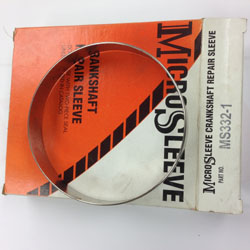 CRANKSHAFT
REPAIR SLEEVE
MICROSLEEVE
MICROSLEEVE CRANKSHAFT REPAIR SLEEVE
PART NO. MS332-1